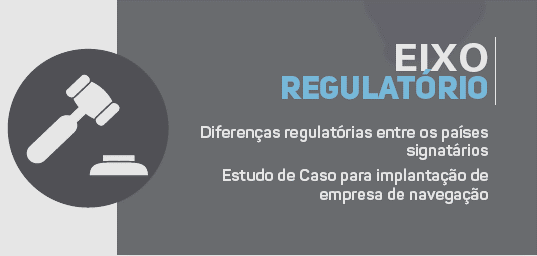 EIXO
REGULATÓRIO
Diferenças regulatórias entre os países
signatários
Estudo de Caso para implantação de
empresa de navegação